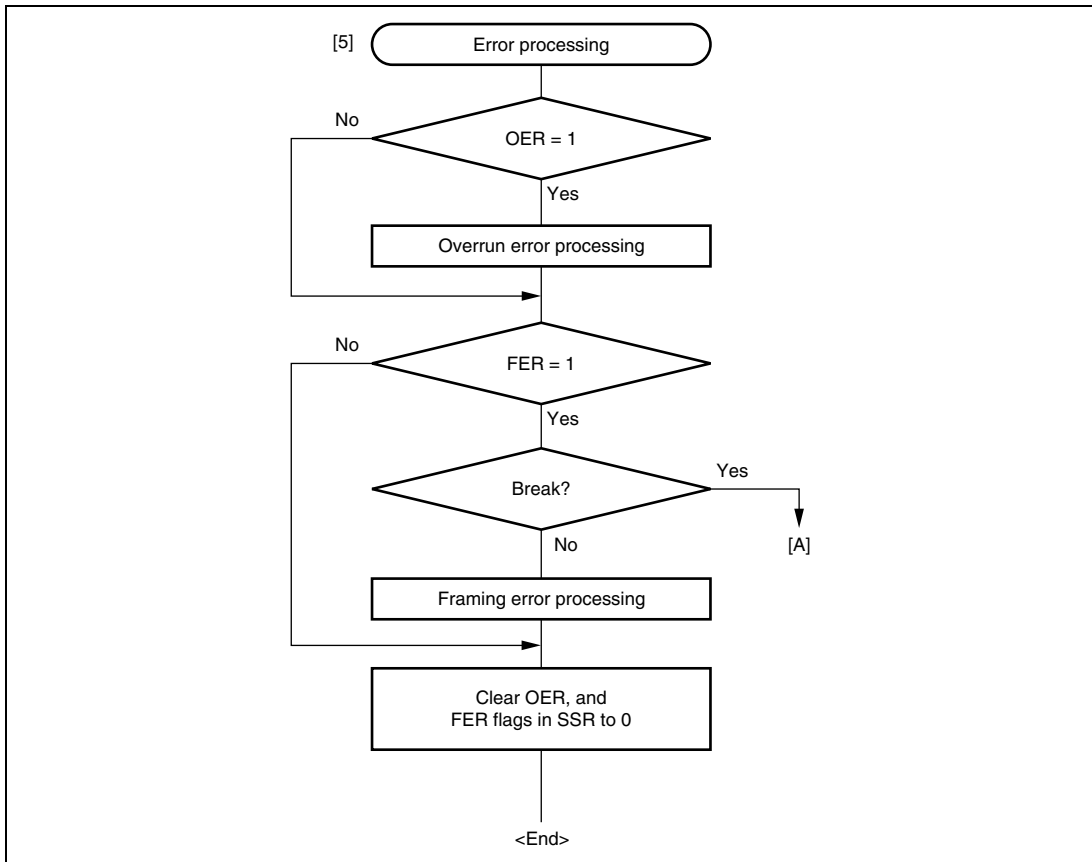 [5]
Error processing
No
OER = 1
Yes
Overrun error processing
No
FER = 1
Yes
Break?
Yes
[A]
No
Framing error processing
Clear OER, and
FER flags in SSR to 0
<End>